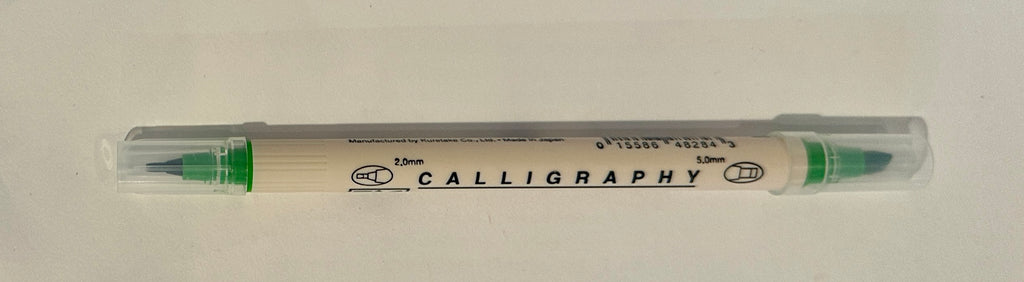 Manufactured by Kuretake Co., Ltd. • Made in Japan
0 15586 48284 3
2.0mm
5.0mm
CALLIGRAPHY